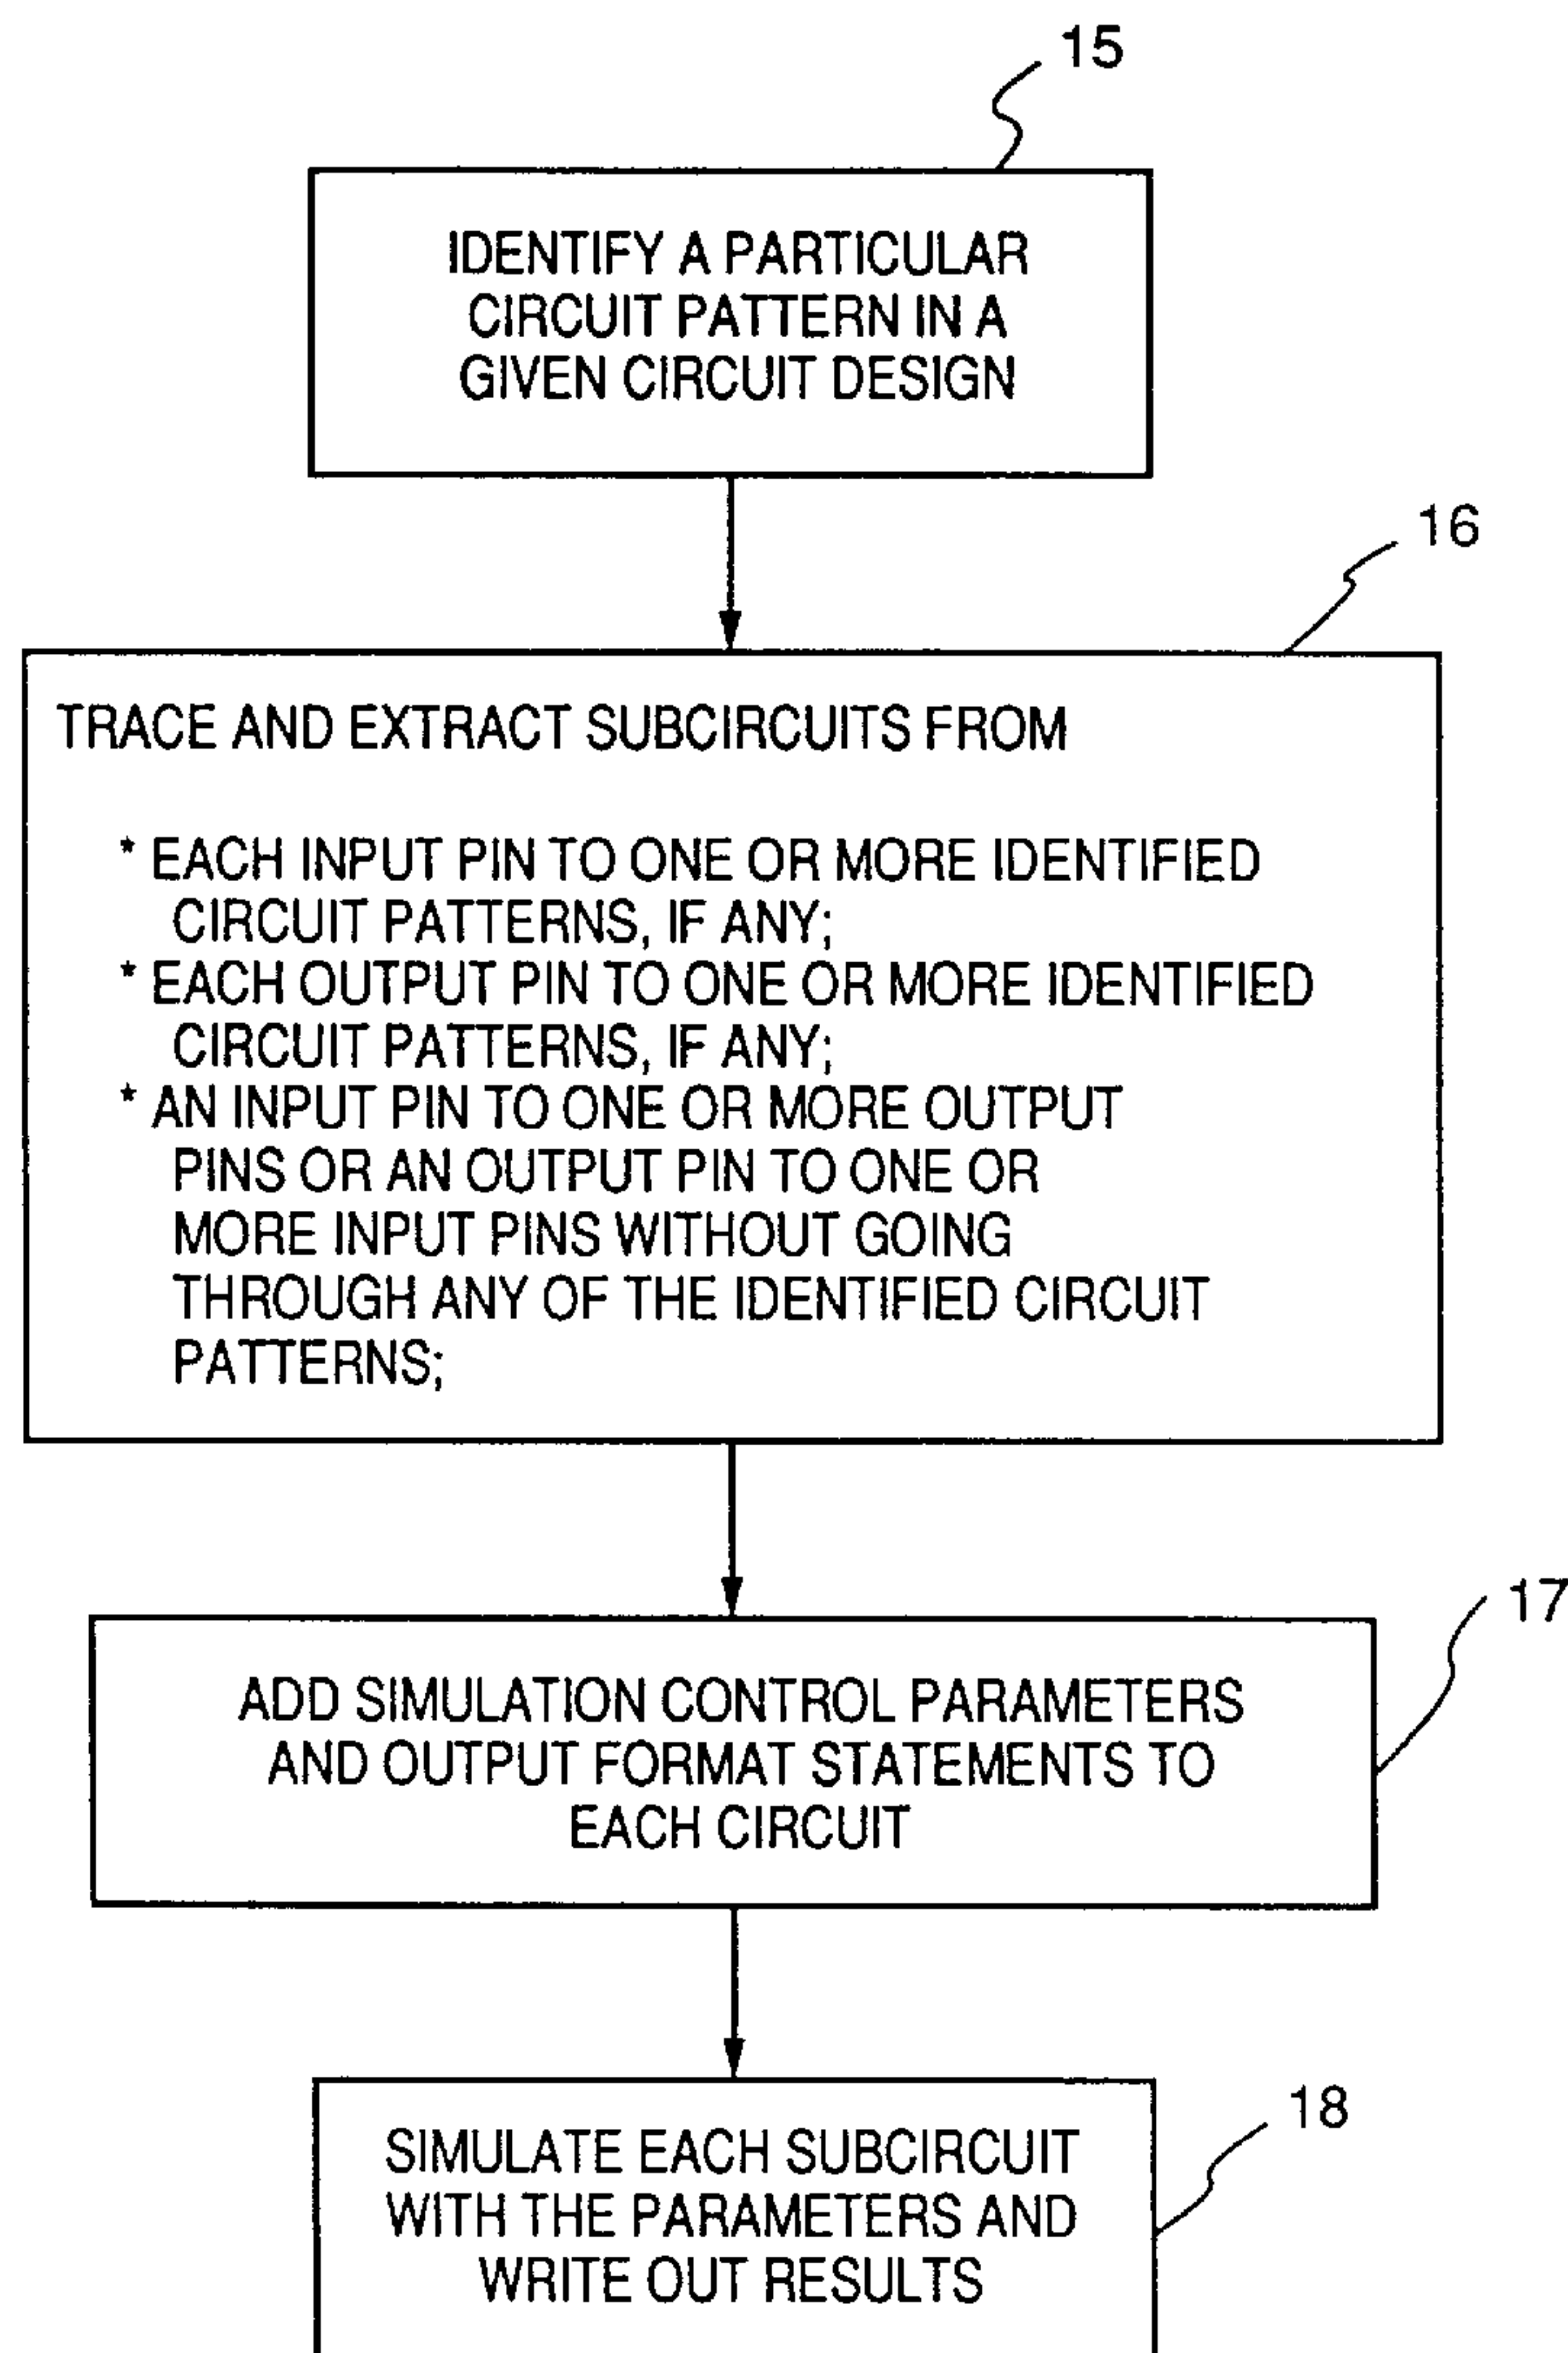 15
IDENTIFY A PARTICULAR
CIRCUIT PATTERN IN A
GIVEN CIRCUIT DESIGN
16
TRACE AND EXTRACT SUBCIRCUITS FROM
* EACH INPUT PIN TO ONE OR MORE IDENTIFIED
CIRCUIT PATTERNS, IF ANY;
* EACH OUTPUT PIN TO ONE OR MORE IDENTIFIED
CIRCUIT PATTERNS, IF ANY;
* AN INPUT PIN TO ONE OR MORE OUTPUT
PINS OR AN OUTPUT PIN TO ONE OR
MORE INPUT PINS WITHOUT GOING
THROUGH ANY OF THE IDENTIFIED CIRCUIT
PATTERNS;
17
ADD SIMULATION CONTROL PARAMETERS
AND OUTPUT FORMAT STATEMENTS TO
EACH CIRCUIT
18
SIMULATE EACH SUBCIRCUIT
WITH THE PARAMETERS AND
WRITE OUT RESULTS